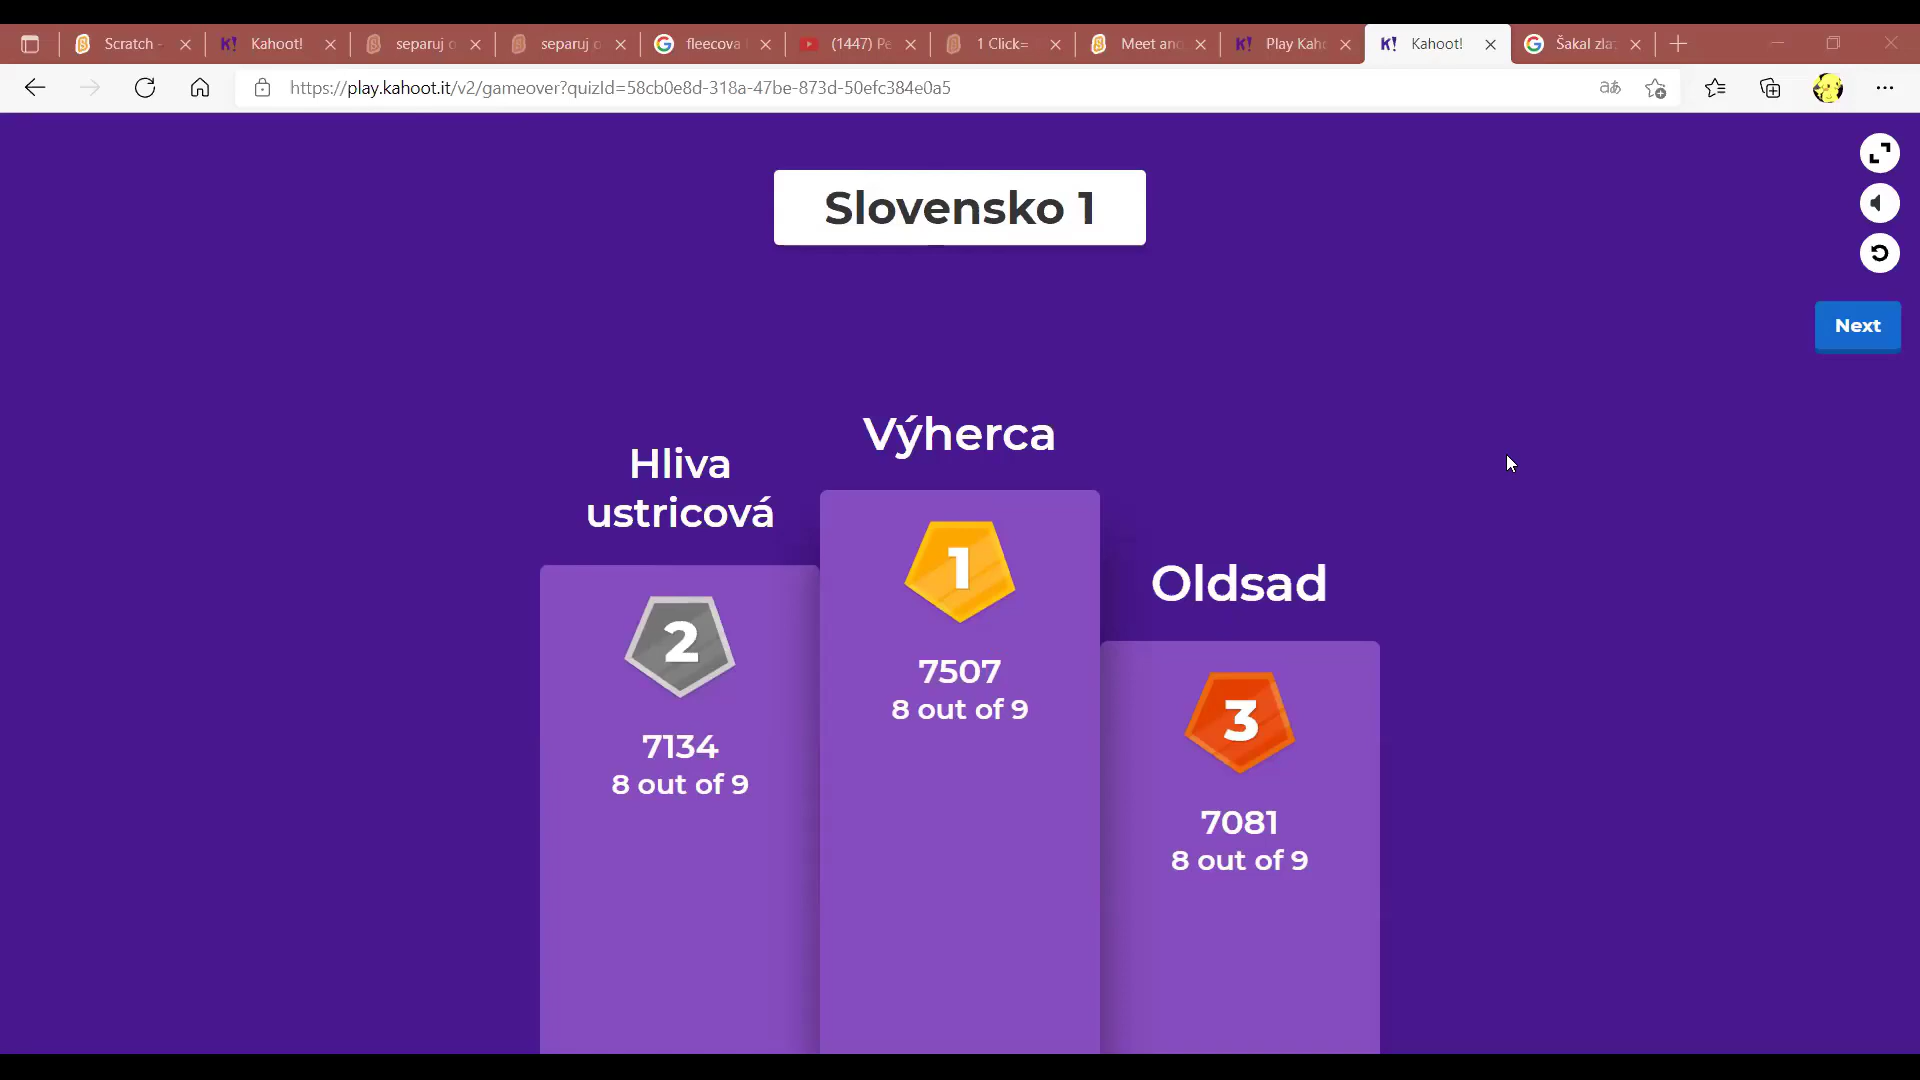 Scratch -
Kahoot!
separuj o
separuj o
fleecova
(1447) Pe
1 Click=
Meet and
Play Kaho
Kahoot!
Šakal zla
https://play.kahoot.it/v2/gameover?quizId=58cb0e8d-318a-47be-873d-50efc384e0a5
Slovensko 1
Next
Výherca
Hliva
ustricová
Oldsad
1
2
3
7507
8 out of 9
7134
8 out of 9
7081
8 out of 9